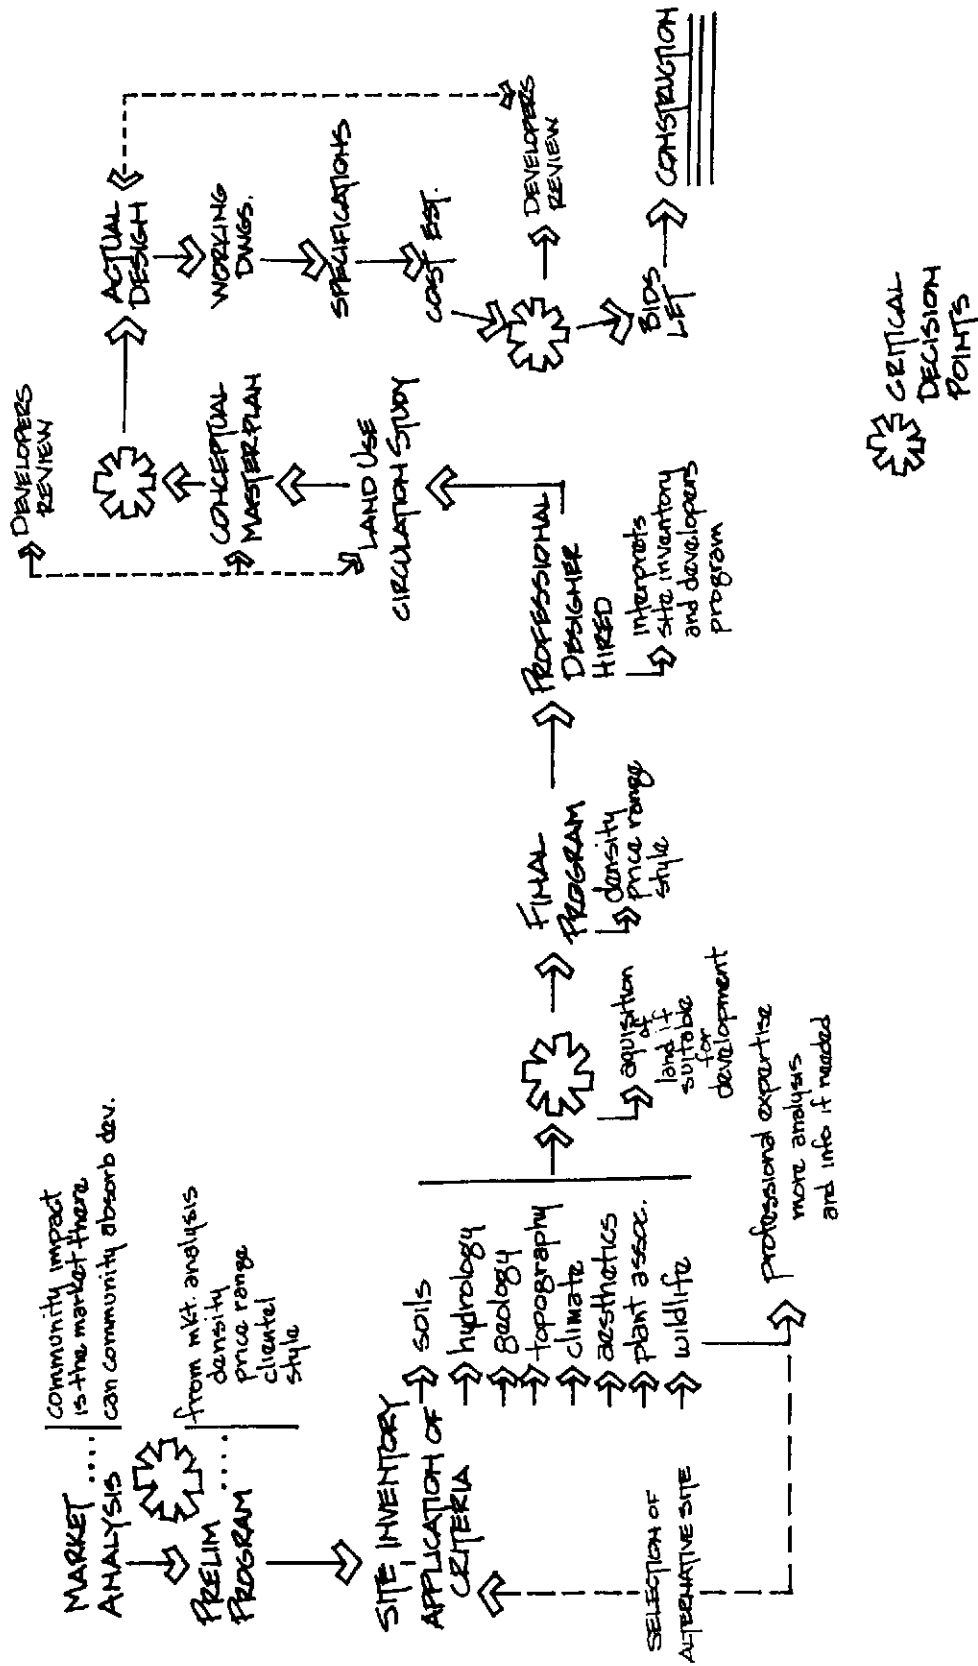 MARKET ....
ANALYSIS
community impact
is the market there
can community absorb dev.
PRELIM
PROGRAM ....
from mkt. analysis
density
price range
clientel
style
SITE INVENTORY
APPLICATION OF
CRITERIA
soils
hydrology
geology
topography
climate
aesthetics
plant assoc.
wildlife
SELECTION OF
ALTERNATIVE SITE
professional expertise
more analysis
and info if needed
aquisition
of
land if
suitable
for
development
FINAL
PROGRAM
density
price range
style
PROFESSIONAL
DESIGNER
HIRED
interprets
site inventory
and developers
program
LAND USE
CIRCULATION STUDY
CONCEPTUAL
MASTERPLAN
DEVELOPERS
REVIEW
ACTUAL
DESIGN
WORKING
DWGS.
SPECIFICATIONS
COST EST.
DEVELOPERS
REVIEW
BIDS
LET
CONSTRUCTION
CRITICAL
DECISION
POINTS